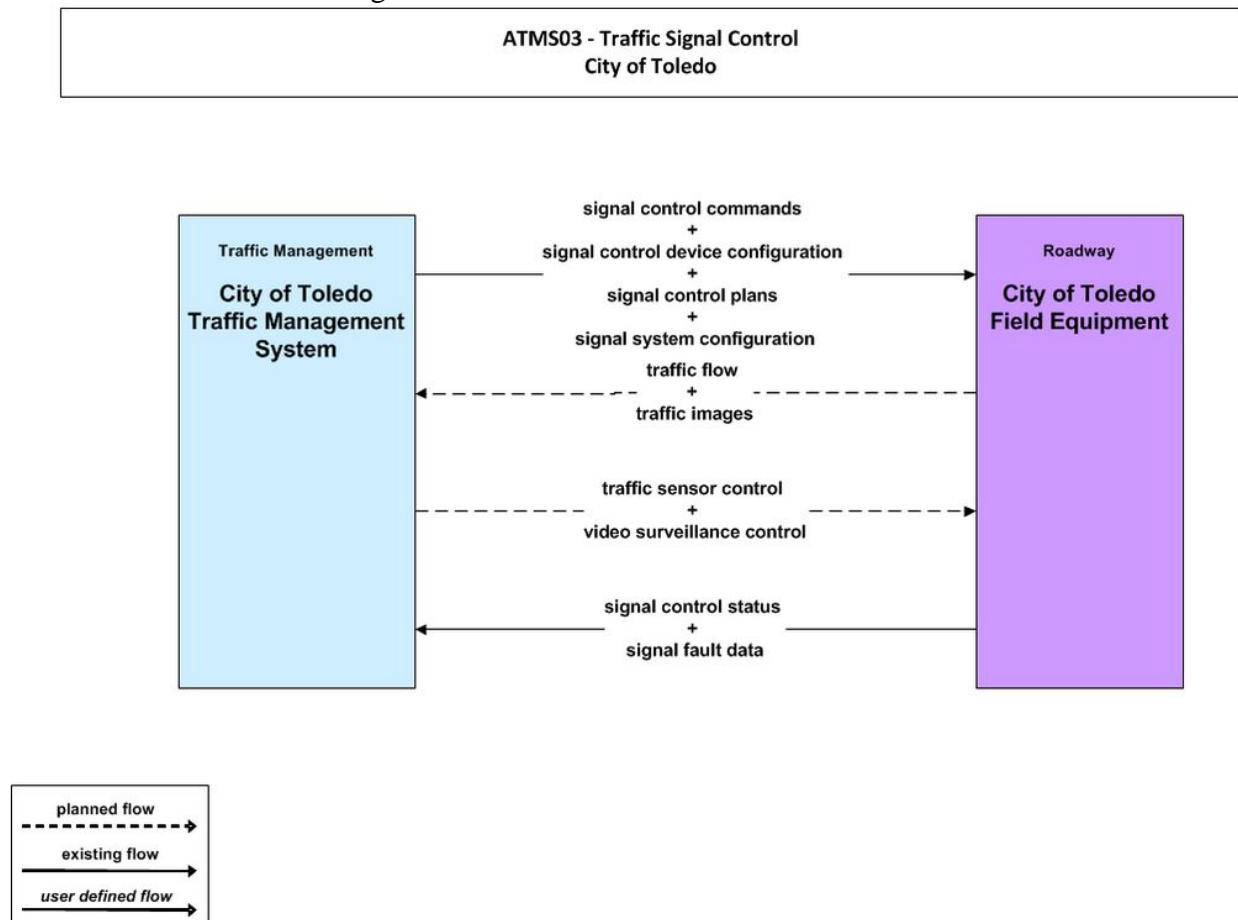 ATMS03 - Traffic Signal Control
City of Toledo
Traffic Management
City of Toledo
Traffic Management
System
signal control commands
+
signal control device configuration
+
signal control plans
+
signal system configuration
traffic flow
+
traffic images
traffic sensor control
+
video surveillance control
signal control status
+
signal fault data
Roadway
City of Toledo
Field Equipment
planned flow
existing flow
user defined flow